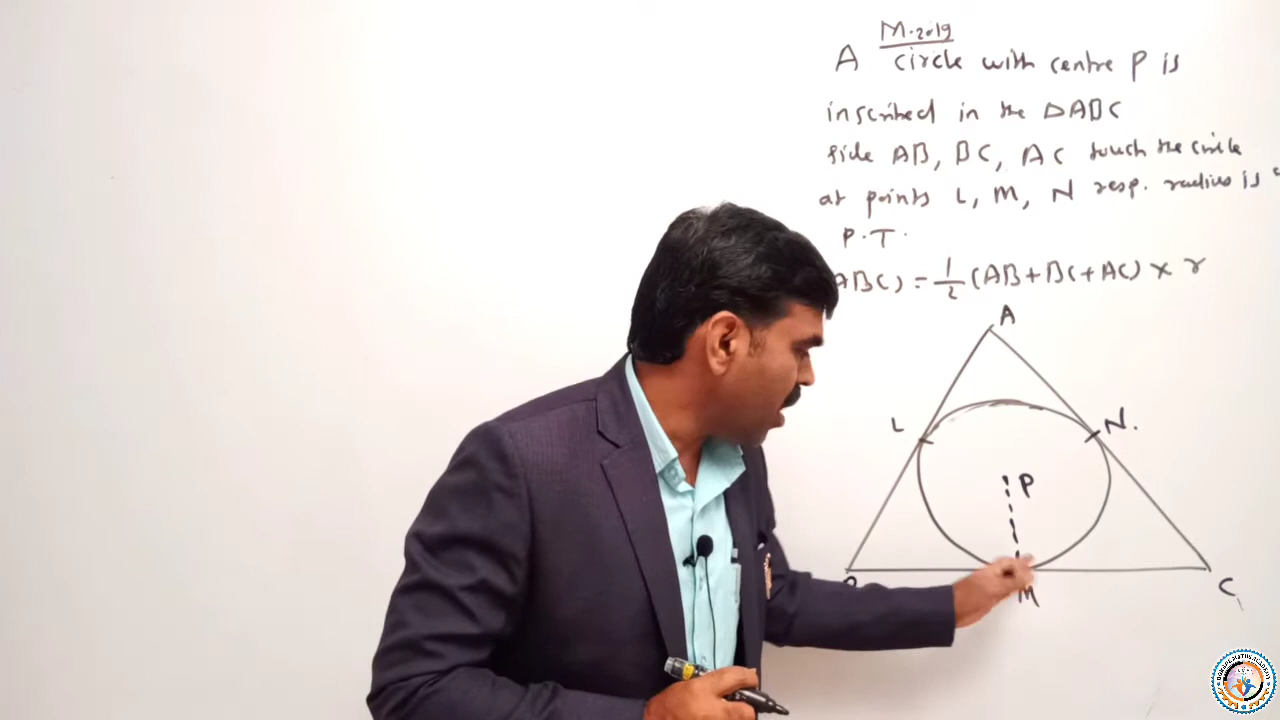 M.2019
A circle with centre P is
inscribed in the △ABC
side AB, BC, AC touch the circle
at points L, M, N resp. radius is
P.T.
ABC) = 1/2 (AB+BC+AC) × r
A
L
N.
P
M
C